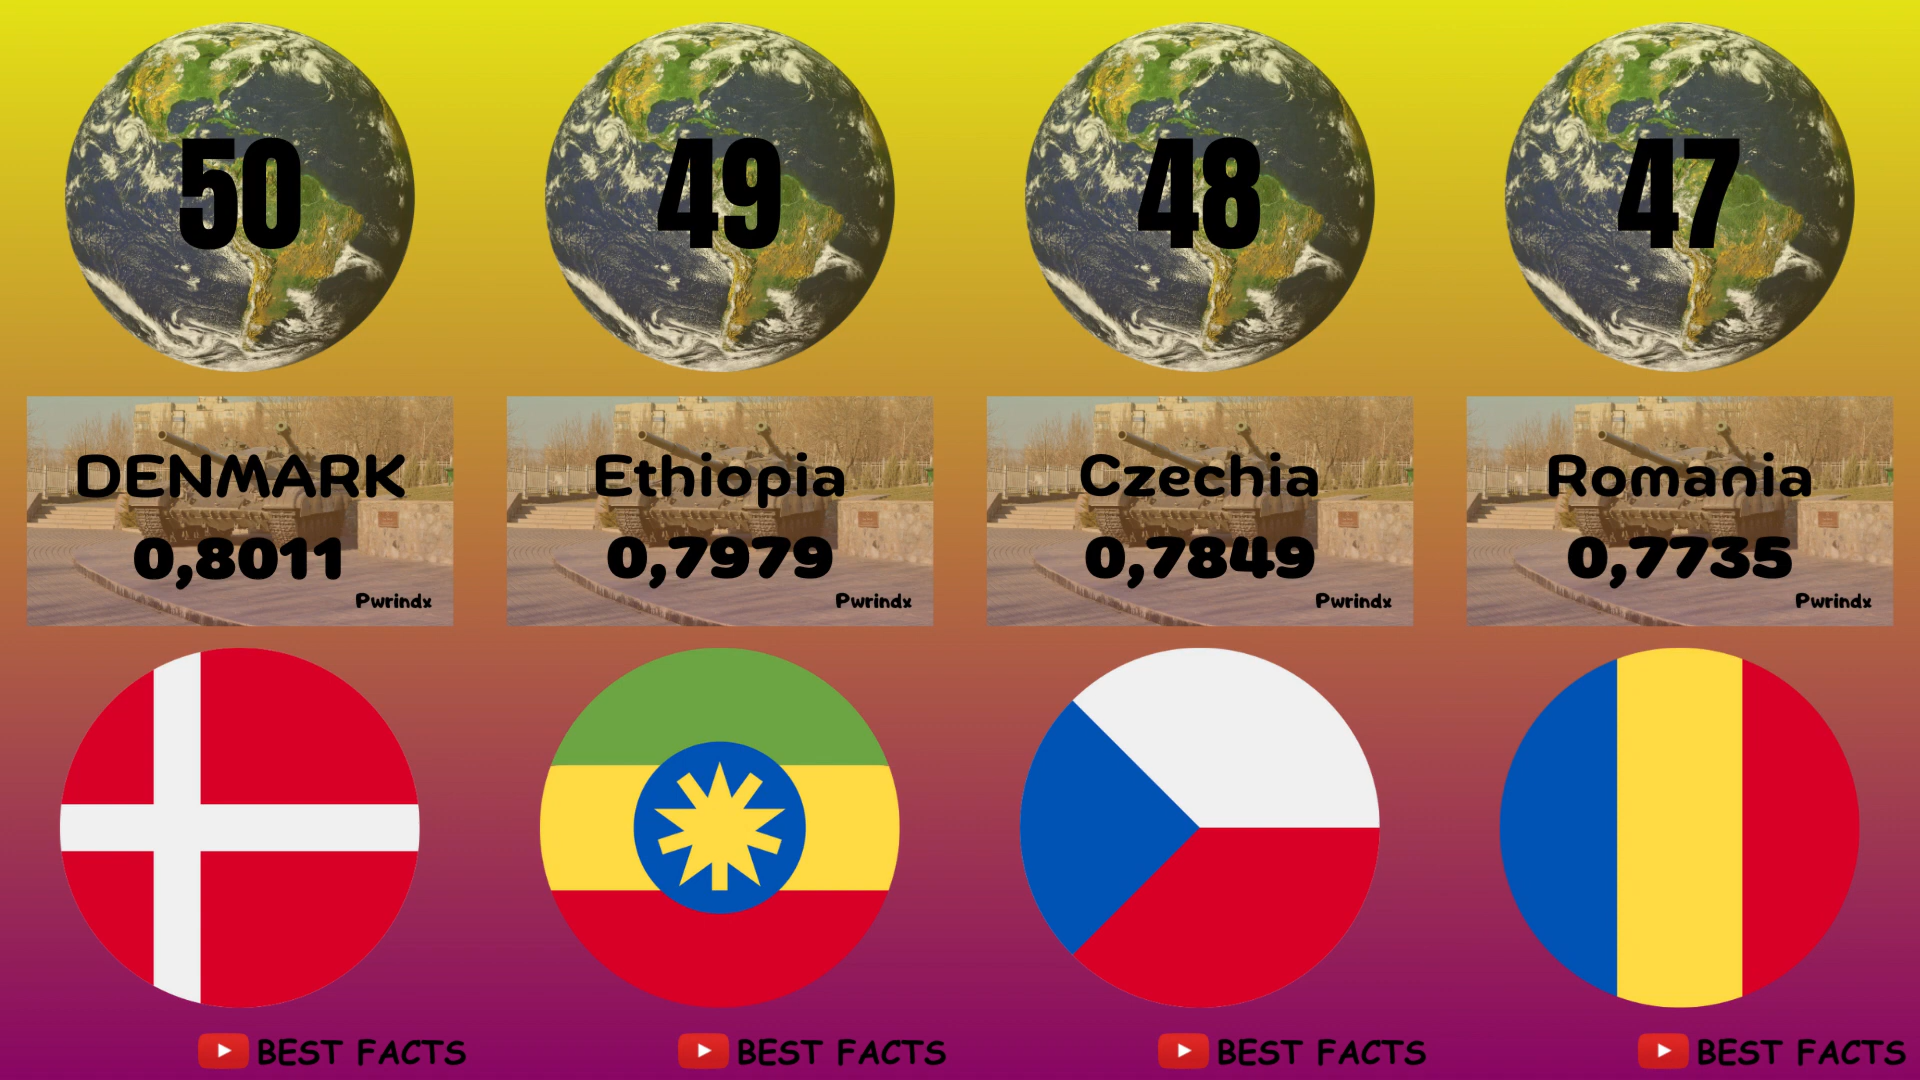 50
49
48
47
DENMARK
0,8011
Pwrindx
Ethiopia
0,7979
Pwrindx
Czechia
0,7849
Pwrindx
Romania
0,7735
Pwrindx
BEST FACTS
BEST FACTS
BEST FACTS
BEST FACTS